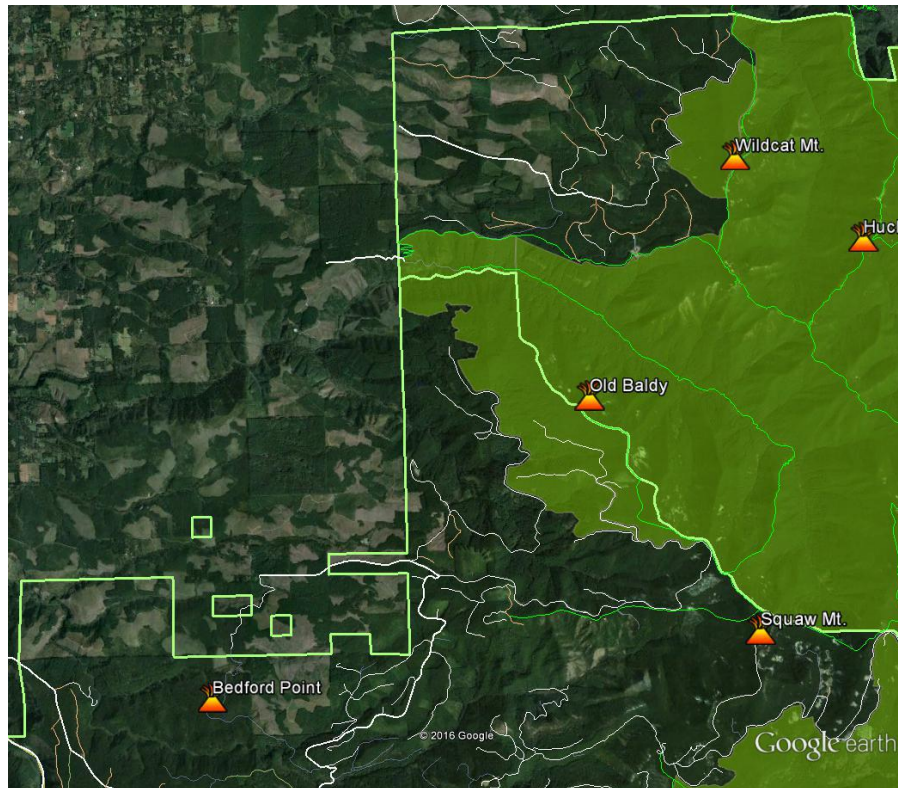 Wildcat Mt.
Huck
Old Baldy
Squaw Mt.
Bedford Point
© 2016 Google
Google earth